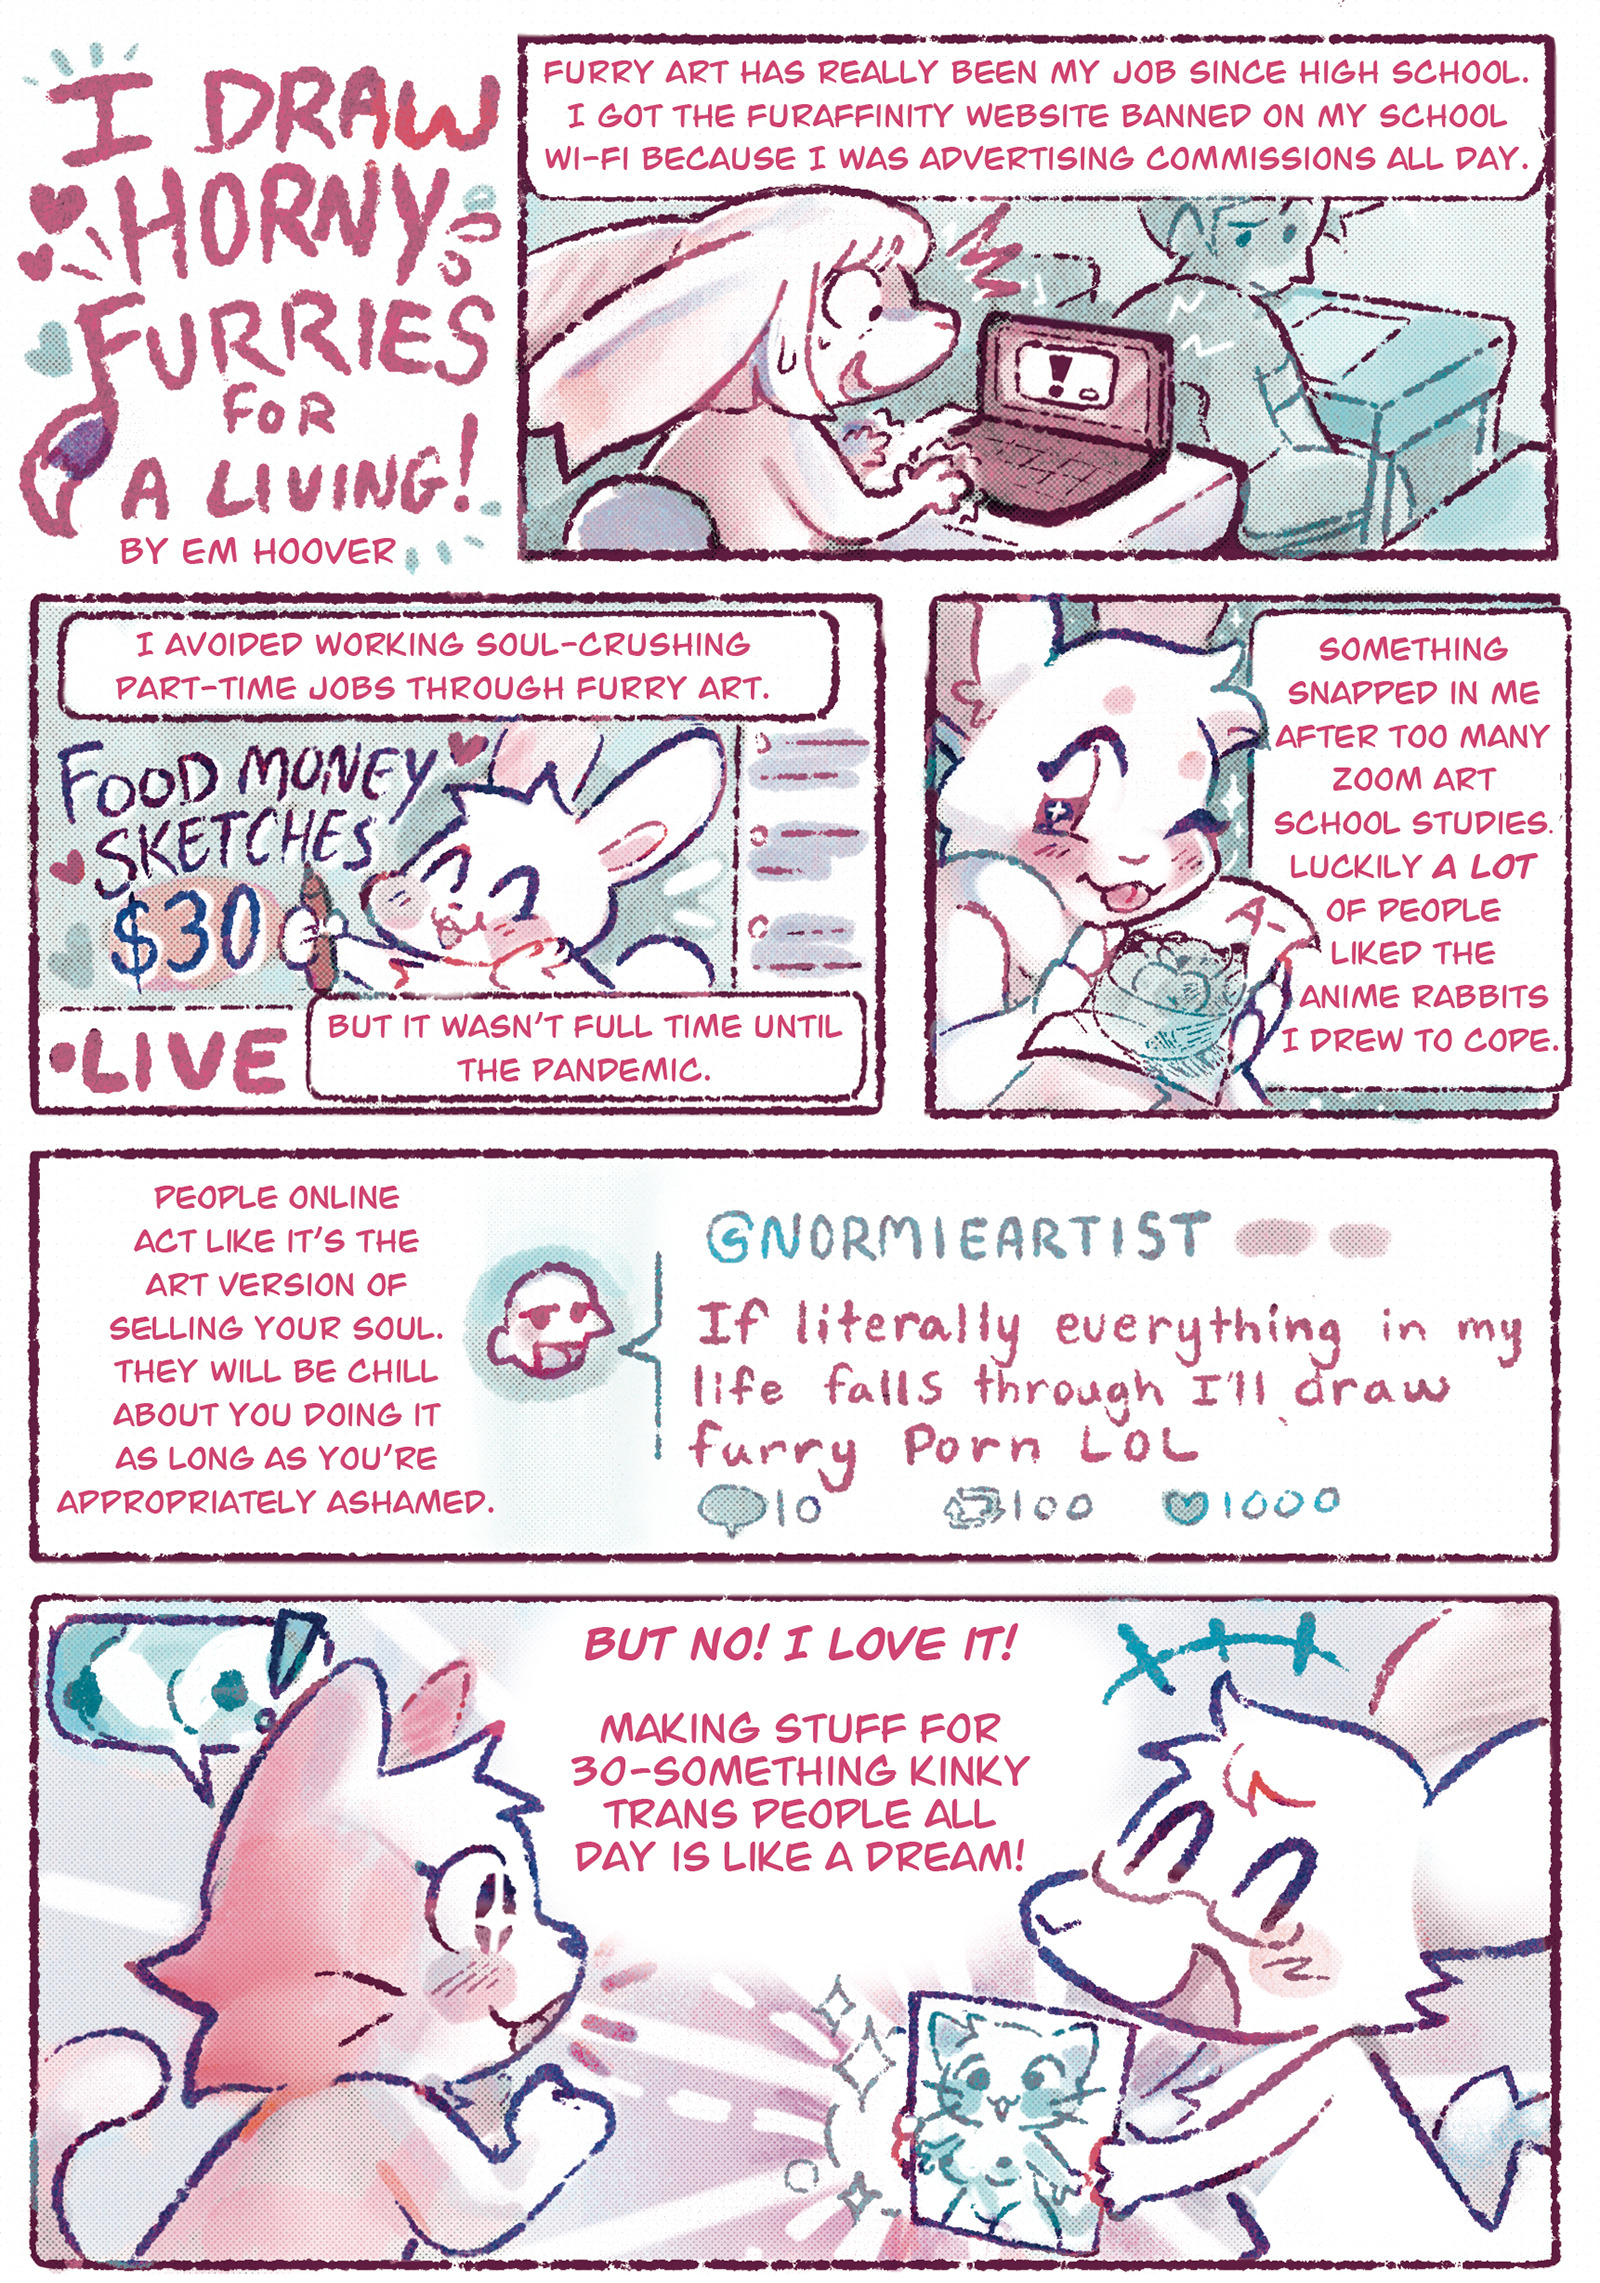 I DRAW
HORNY
FURRIES
FOR
A LIVING!
BY EM HOOVER
FURRY ART HAS REALLY BEEN MY JOB SINCE HIGH SCHOOL.
I GOT THE FURAFFINITY WEBSITE BANNED ON MY SCHOOL
WI-FI BECAUSE I WAS ADVERTISING COMMISSIONS ALL DAY.
!
I AVOIDED WORKING SOUL-CRUSHING
PART-TIME JOBS THROUGH FURRY ART.
FOOD MONEY
SKETCHES
$30
LIVE
BUT IT WASN'T FULL TIME UNTIL
THE PANDEMIC.
SOMETHING
SNAPPED IN ME
AFTER TOO MANY
ZOOM ART
SCHOOL STUDIES.
LUCKILY A LOT
OF PEOPLE
LIKED THE
ANIME RABBITS
I DREW TO COPE.
A-
PEOPLE ONLINE
ACT LIKE IT'S THE
ART VERSION OF
SELLING YOUR SOUL.
THEY WILL BE CHILL
ABOUT YOU DOING IT
AS LONG AS YOU'RE
APPROPRIATELY ASHAMED.
@NORMIEARTIST
If literally everything in my
life falls through I'll draw
furry Porn LOL
10 100 1000
BUT NO! I LOVE IT!
MAKING STUFF FOR
30-SOMETHING KINKY
TRANS PEOPLE ALL
DAY IS LIKE A DREAM!